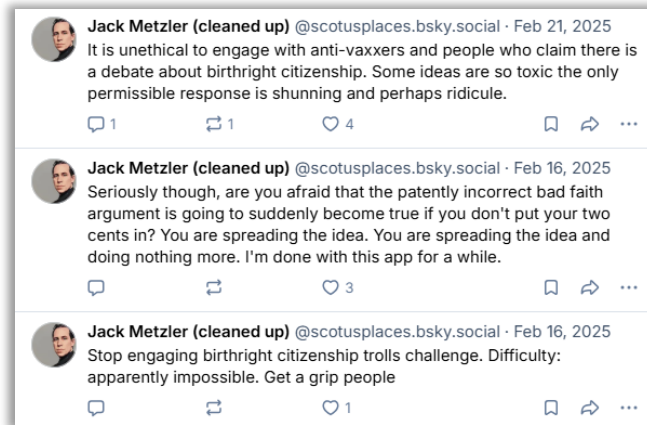 Jack Metzler (cleaned up) @scotusplaces.bsky.social · Feb 21, 2025
It is unethical to engage with anti-vaxxers and people who claim there is
a debate about birthright citizenship. Some ideas are so toxic the only
permissible response is shunning and perhaps ridicule.
1 1 4
Jack Metzler (cleaned up) @scotusplaces.bsky.social · Feb 16, 2025
Seriously though, are you afraid that the patently incorrect bad faith
argument is going to suddenly become true if you don't put your two
cents in? You are spreading the idea. You are spreading the idea and
doing nothing more. I'm done with this app for a while.
3
Jack Metzler (cleaned up) @scotusplaces.bsky.social · Feb 16, 2025
Stop engaging birthright citizenship trolls challenge. Difficulty:
apparently impossible. Get a grip people
1